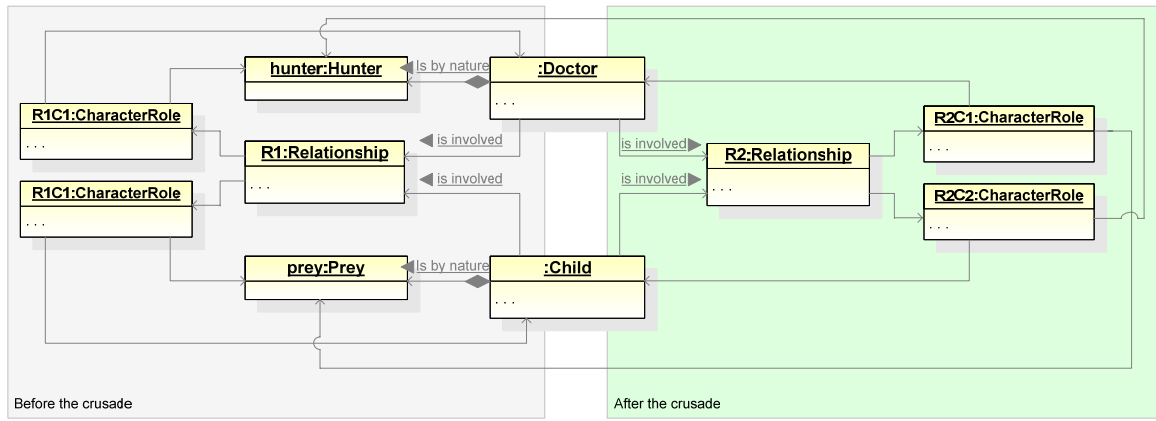 hunter:Hunter
Is by nature
:Doctor
. . .
R1C1:CharacterRole
. . .
R2C1:CharacterRole
. . .
is involved
is involved
R1:Relationship
. . .
R2:Relationship
. . .
is involved
is involved
R1C1:CharacterRole
. . .
R2C2:CharacterRole
. . .
prey:Prey
Is by nature
:Child
. . .
Before the crusade
After the crusade